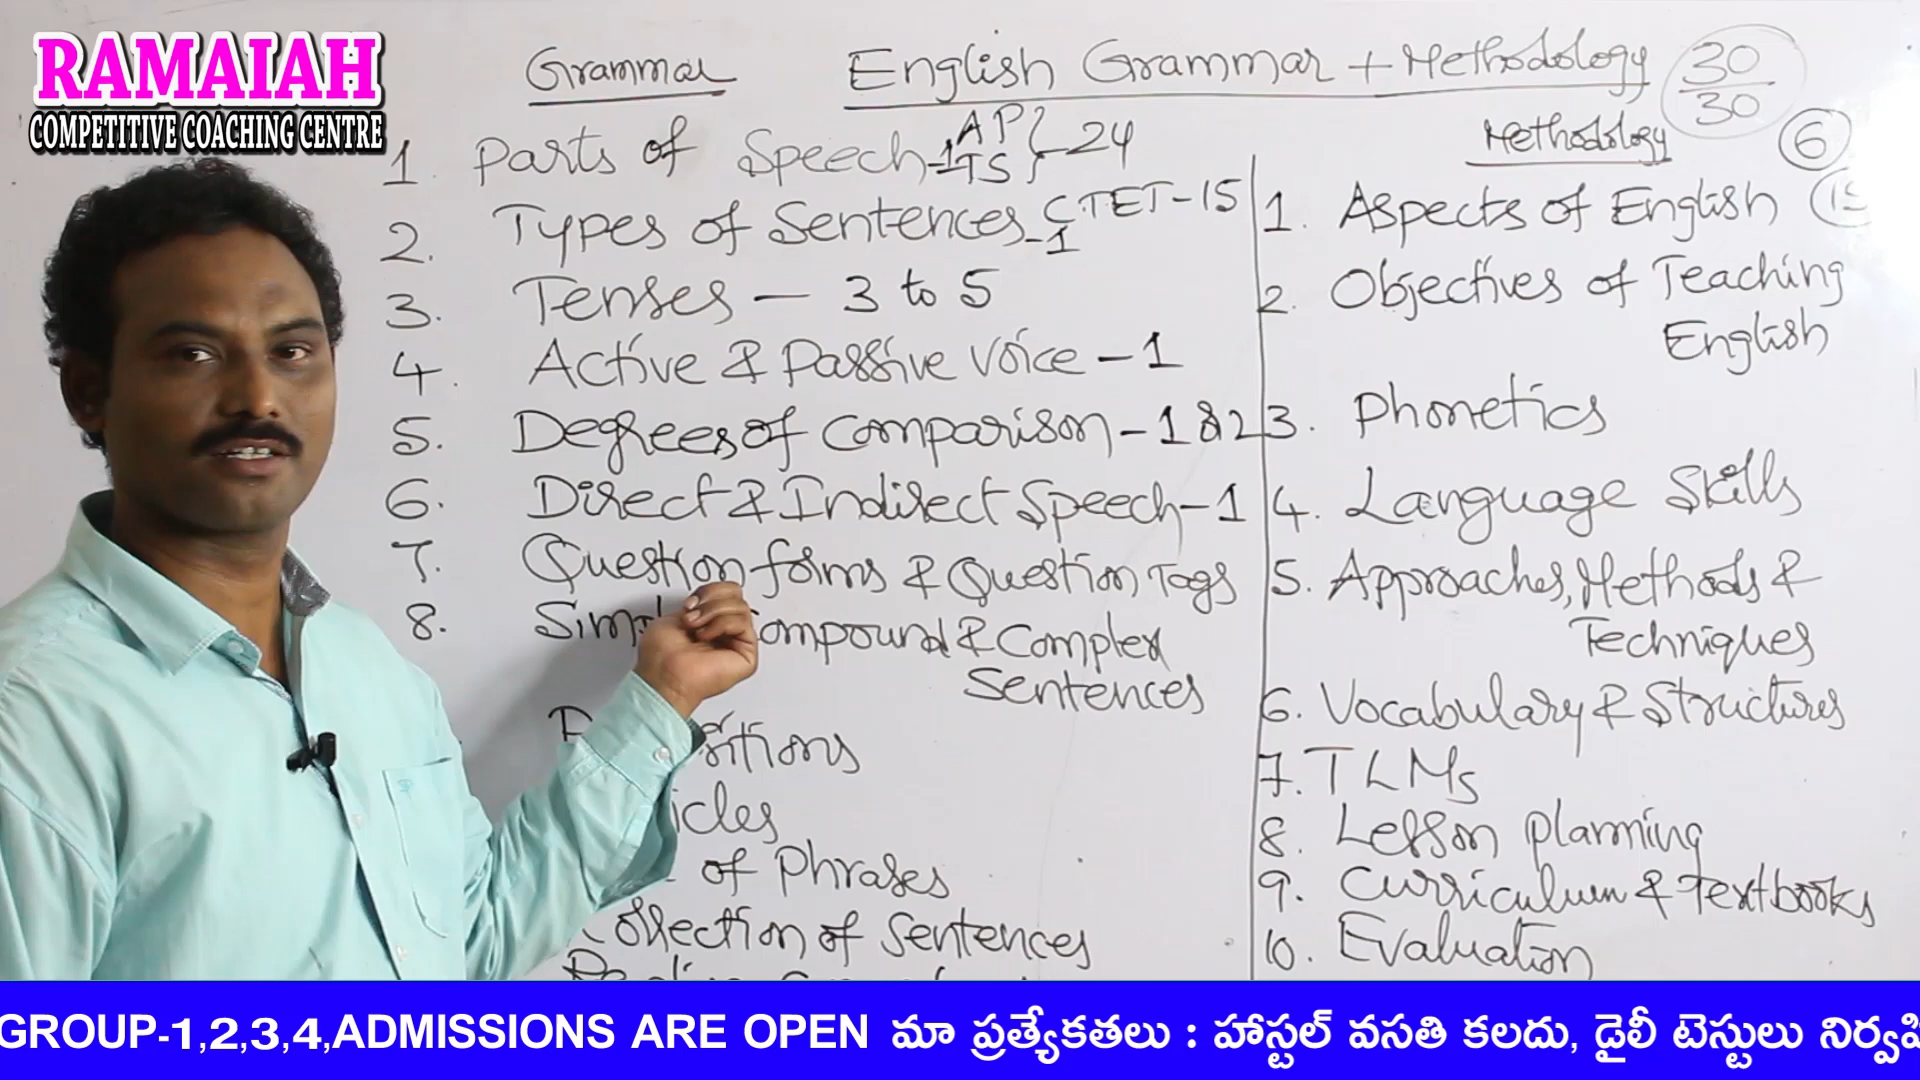 RAMAIAH
COMPETITIVE COACHING CENTRE
Grammar English Grammar + Methodology 30/30
1 Parts of Speech-1 AP TS } - 24
2. Types of Sentences-1 CTET-15
3. Tenses - 3 to 5
4. Active & Passive Voice - 1
5. Degrees of Comparison - 1 & 2
6. Direct & Indirect Speech-1
7. Question forms & Question Tags
8. Compound & Complex
Sentences
of Phrases
Correction of Sentences
Methodology 6
1. Aspects of English 15
2. Objectives of Teaching
English
3. Phonetics
4. Language Skills
5. Approaches, Methods &
Techniques
6. Vocabulary & Structures
7. TLMs
8. Lesson planning
9. Curriculum & Textbooks
10. Evaluation
GROUP-1,2,3,4,ADMISSIONS ARE OPEN మా ప్రత్యేకతలు : హాస్టల్ వసతి కలదు, డైలీ టెస్టులు